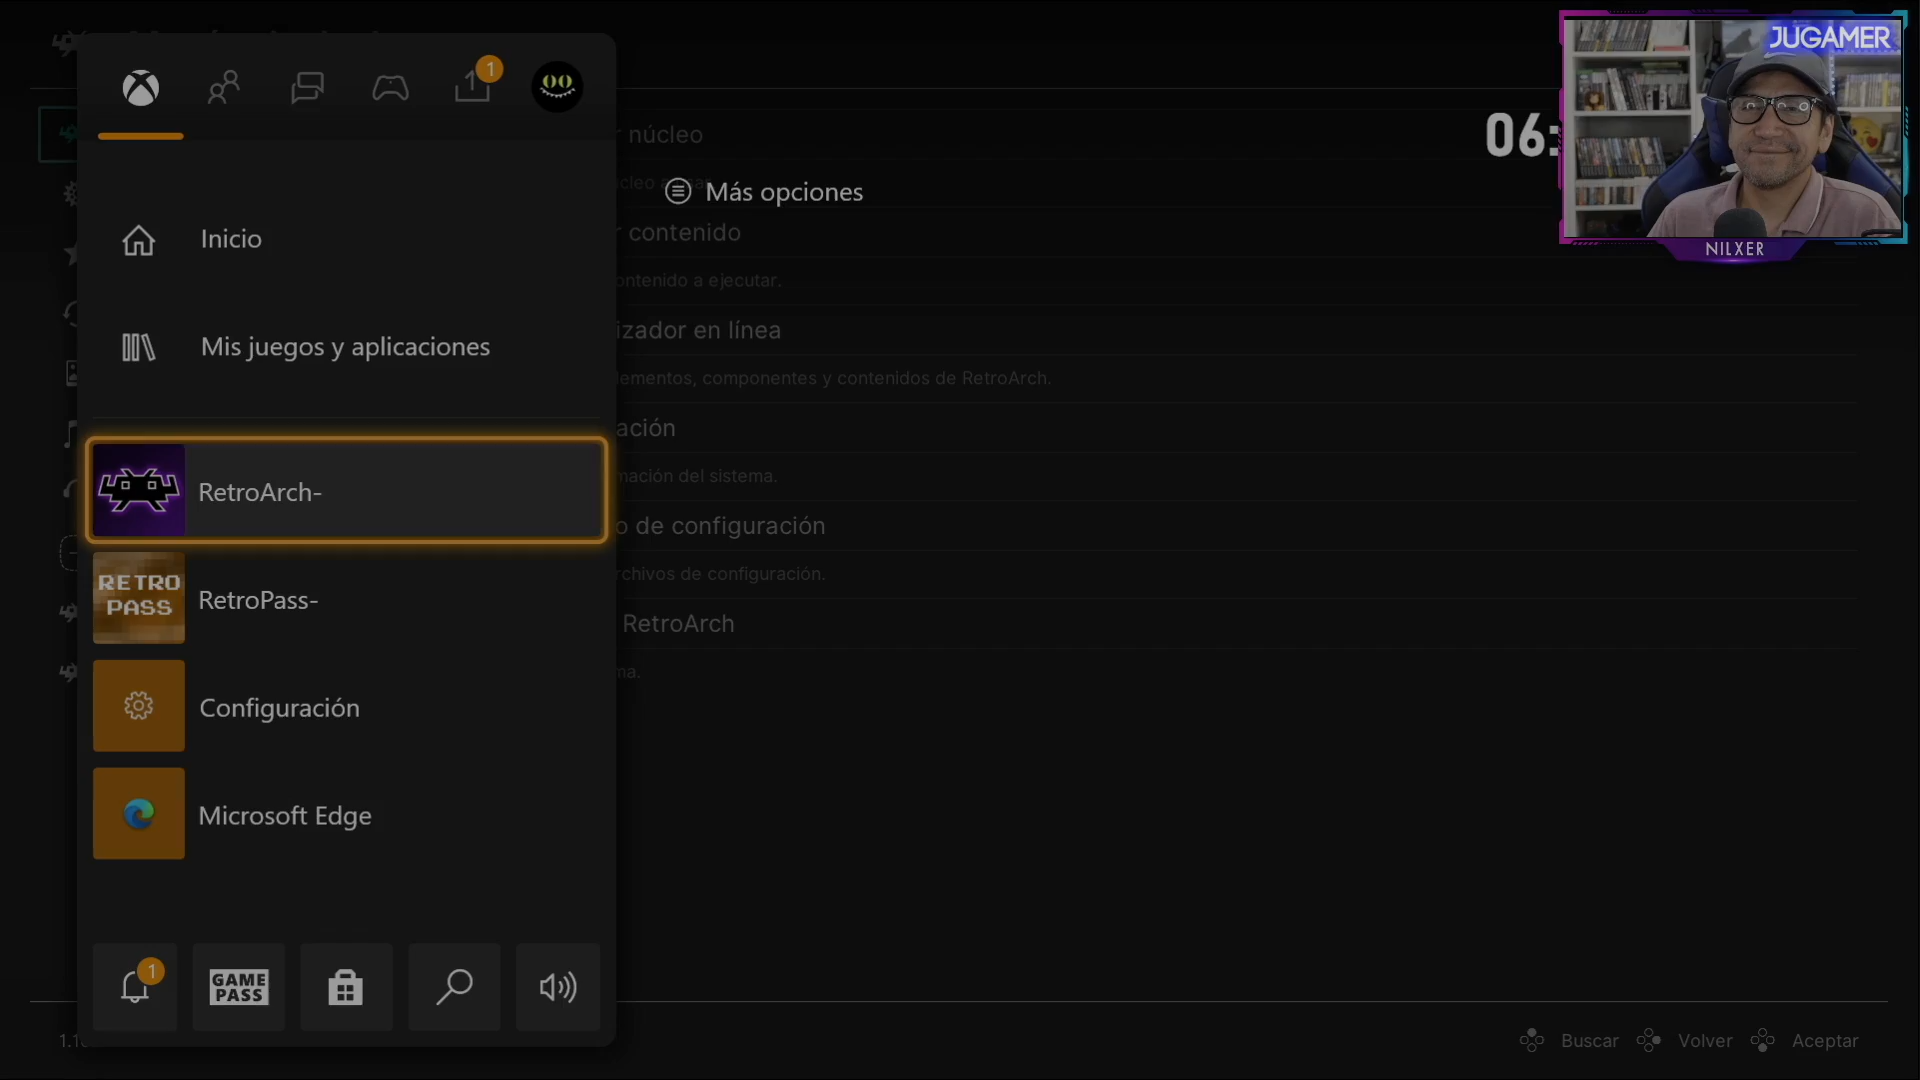 1
JUGAMER
NILXER
06:
núcleo
Más opciones
Inicio
contenido
contenido a ejecutar.
Mis juegos y aplicaciones
izador en línea
lementos, componentes y contenidos de RetroArch.
ación
RetroArch-
mación del sistema.
o de configuración
rchivos de configuración.
RETRO
PASS
RetroPass-
RetroArch
ma.
Configuración
Microsoft Edge
1
GAME
PASS
Buscar
Volver
Aceptar